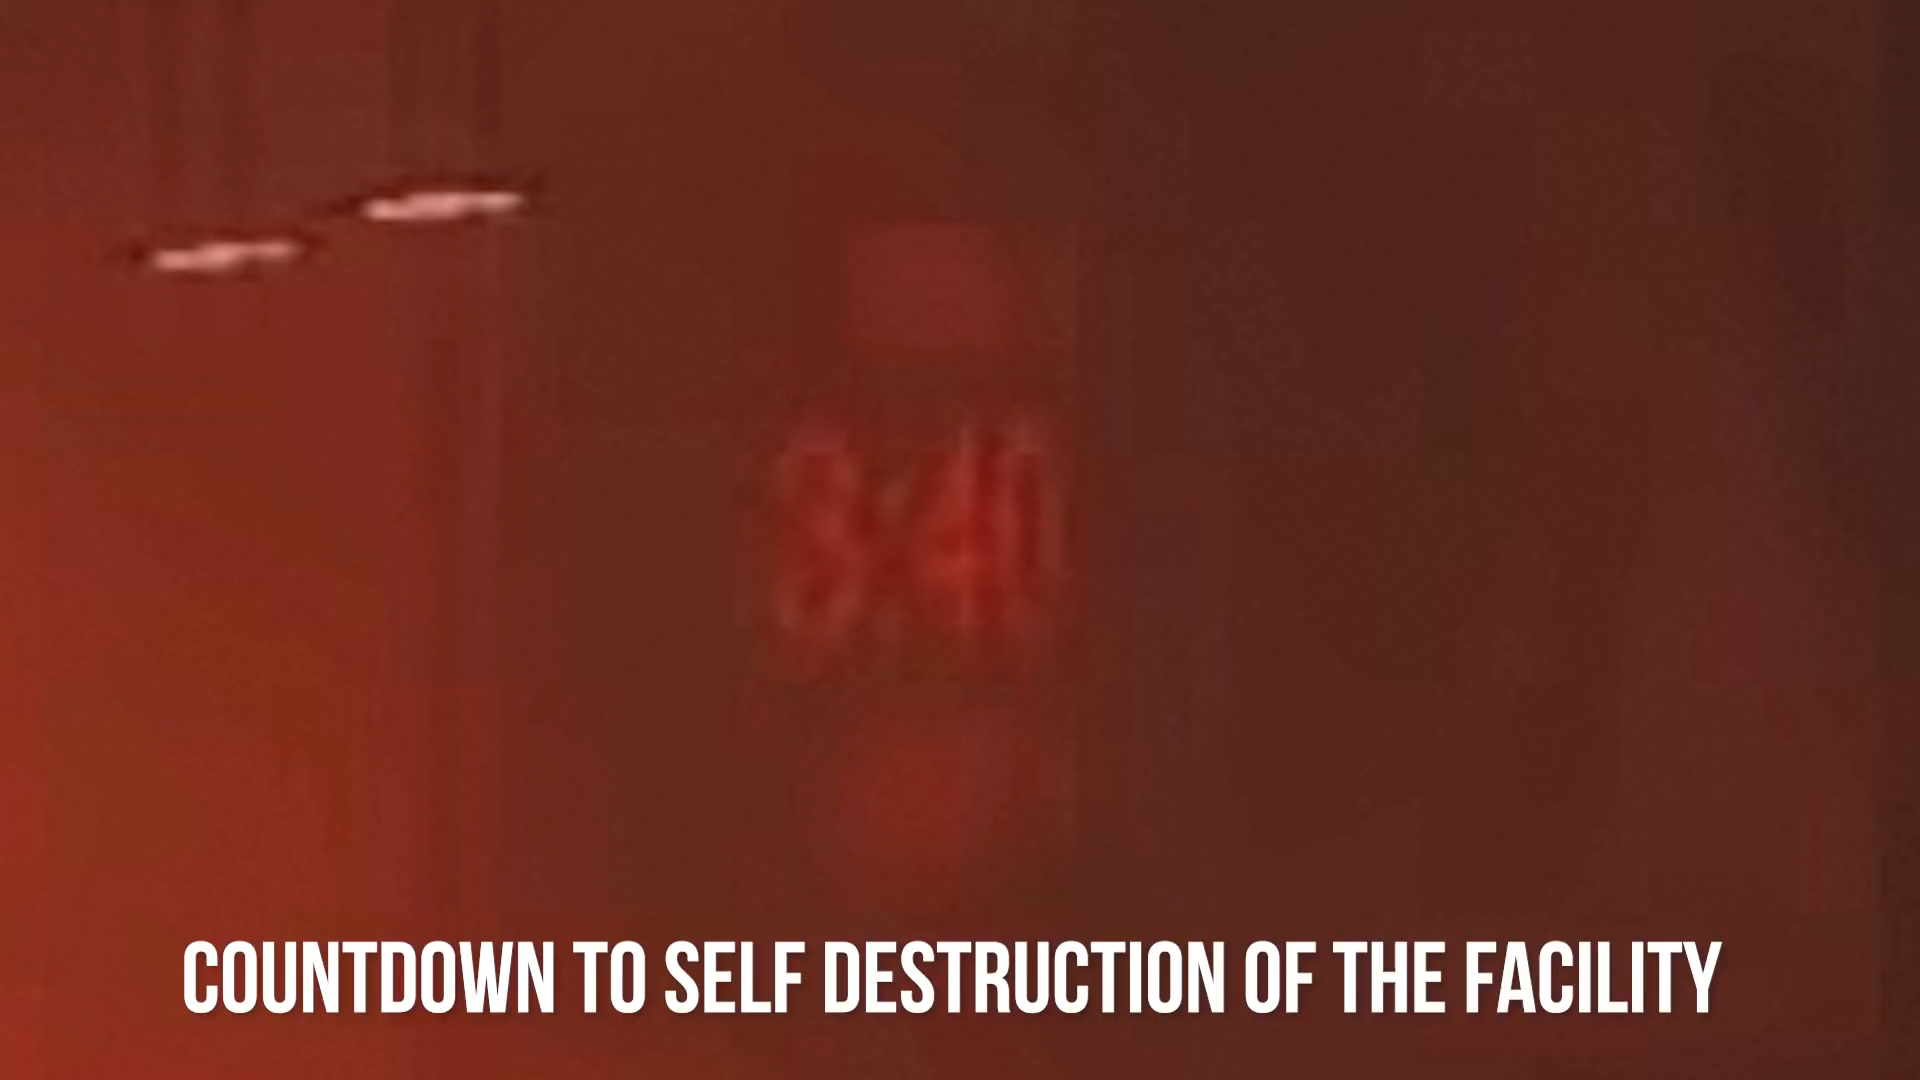 COUNTDOWN TO SELF DESTRUCTION OF THE FACILITY